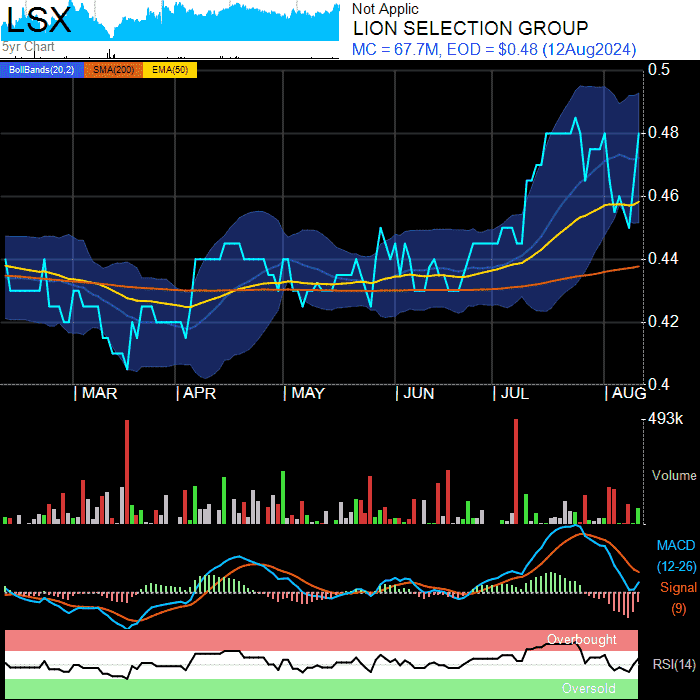 LSX
5yr Chart
Not Applic
LION SELECTION GROUP
MC = 67.7M, EOD = $0.48 (12Aug2024)
BollBands(20,2) SMA(200) EMA(50)
0.5
0.48
0.46
0.44
0.42
0.4
| MAR | APR | MAY | JUN | JUL | AUG
493k
Volume
MACD
(12-26)
Signal
(9)
Overbought
RSI(14)
Oversold